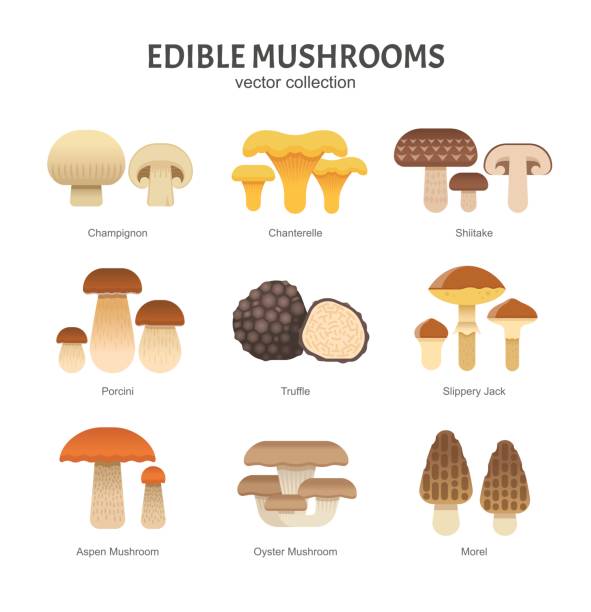 EDIBLE MUSHROOMS
vector collection
Champignon
Chanterelle
Shiitake
Porcini
Truffle
Slippery Jack
Aspen Mushroom
Oyster Mushroom
Morel